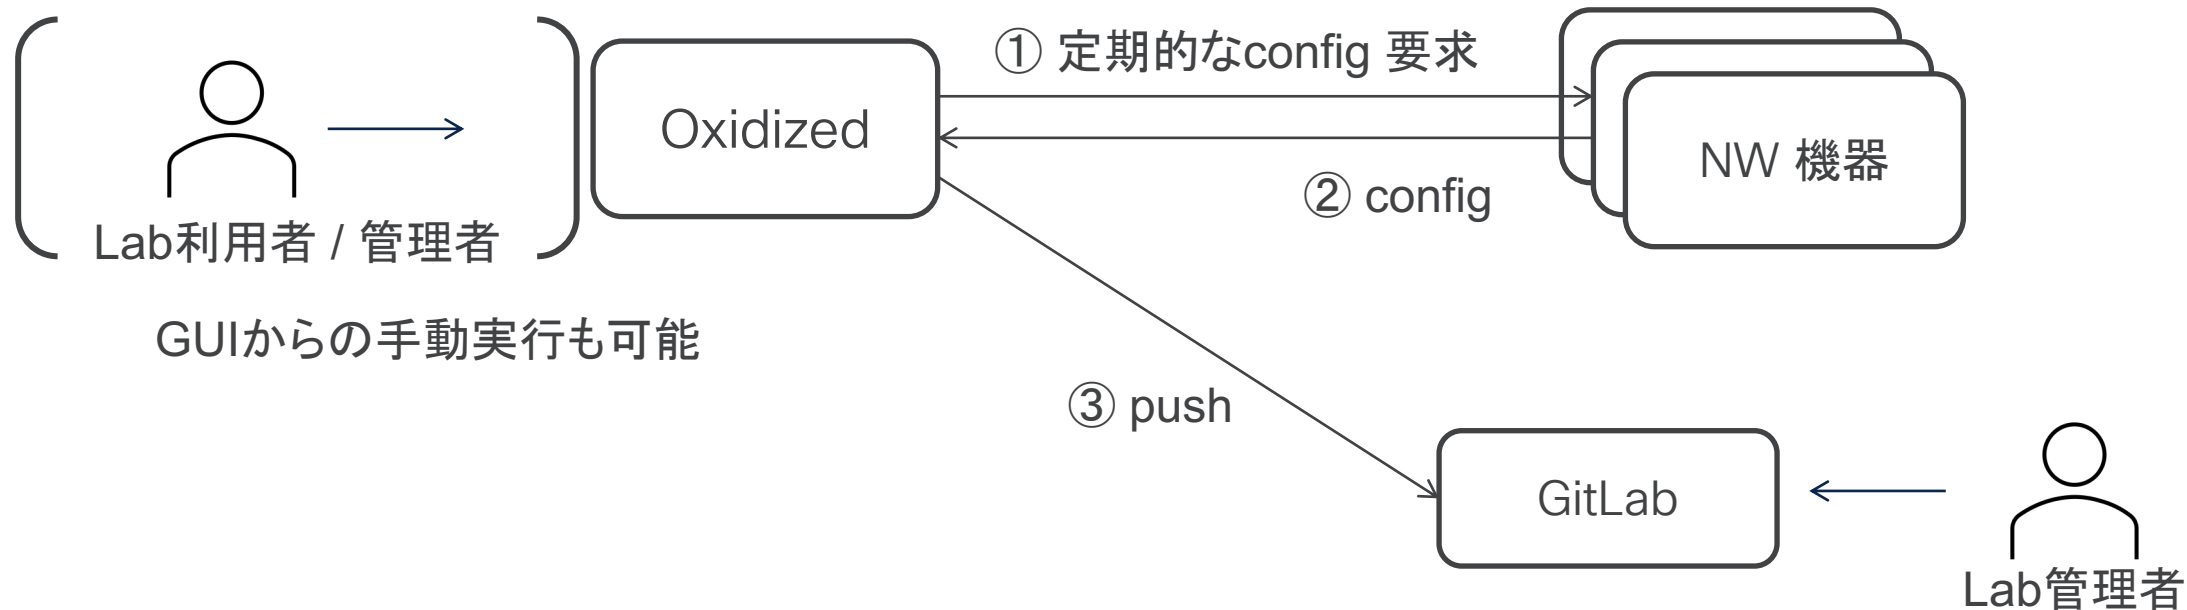 ① 定期的なconfig 要求
Oxidized
NW 機器
② config
Lab利用者 / 管理者
GUIからの手動実行も可能
③ push
GitLab
Lab管理者